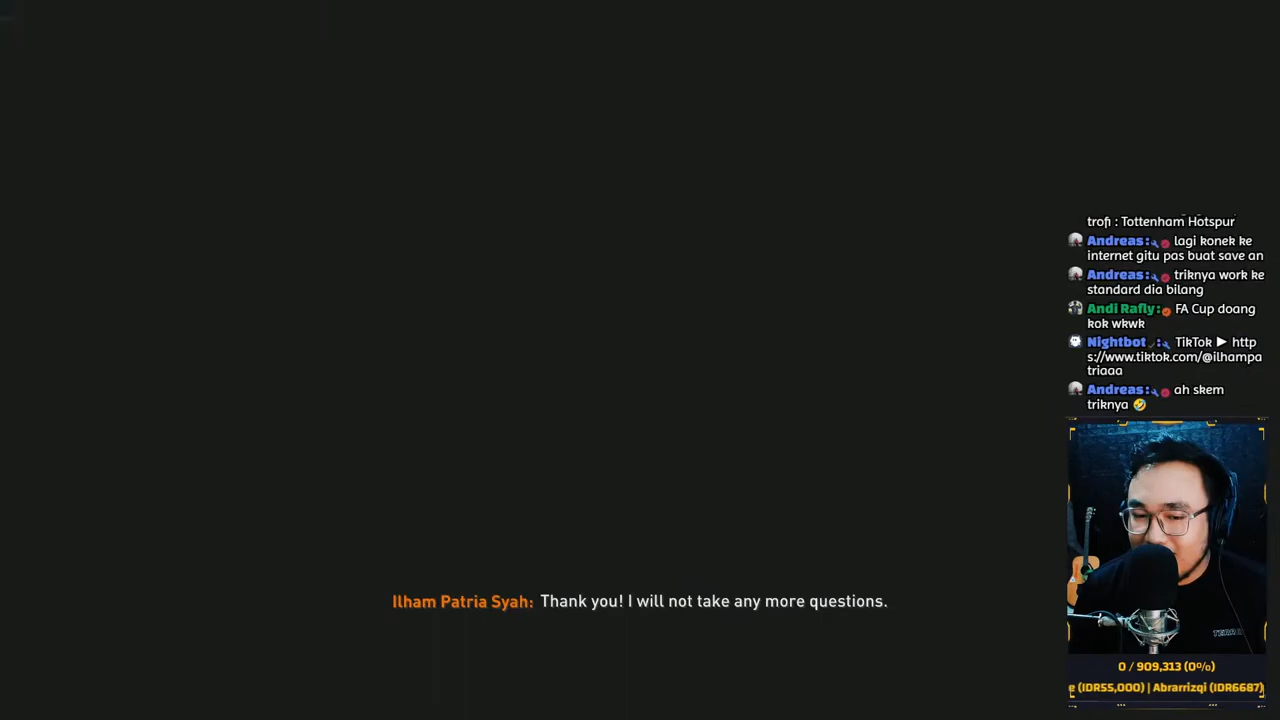 trofi : Tottenham Hotspur
Andreas: lagi konek ke
internet gitu pas buat save an
Andreas: triknya work ke
standard dia bilang
Andi Rafly: FA Cup doang
kok wkwk
Nightbot: TikTok ► http
s://www.tiktok.com/@ilhampa
triaaa
Andreas: ah skem
triknya 🤣
Ilham Patria Syah: Thank you! I will not take any more questions.
0 / 909,313 (0%)
e (IDR55,000) | Abrarrizqi (IDR6687)